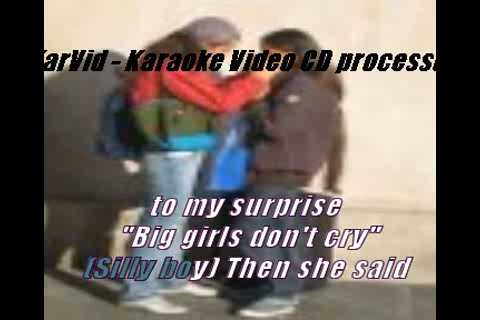 KarVid - Karaoke Video CD process
to my surprise
"Big girls don't cry"
(Silly boy) Then she said